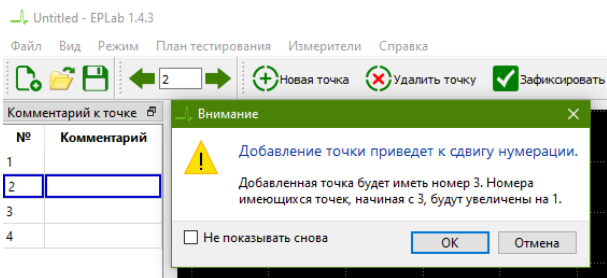 Untitled - EPLab 1.4.3
Файл Вид Режим План тестирования Измерители Справка
2 Новая точка Удалить точку Зафиксировать
Комментарий к точке
Внимание
№ Комментарий
1
2
3
4
Добавление точки приведет к сдвигу нумерации.
Добавленная точка будет иметь номер 3. Номера
имеющихся точек, начиная с 3, будут увеличены на 1.
Не показывать снова
OK Отмена